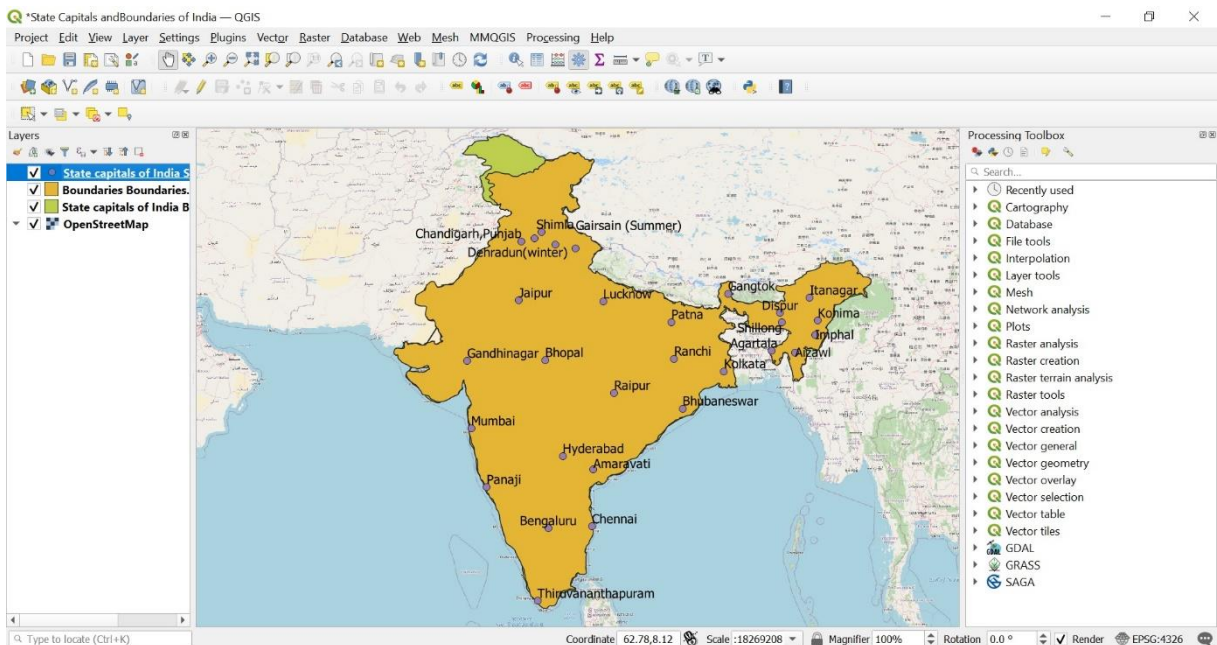 *State Capitals andBoundaries of India — QGIS
Project Edit View Layer Settings Plugins Vector Raster Database Web Mesh MMQGIS Processing Help
Layers
State capitals of India S
Boundaries Boundaries.
State capitals of India B
OpenStreetMap
Shimla
Gairsain (Summer)
Chandigarh,Punjab
Dehradun(winter)
Jaipur
Lucknow
Gangtok
Itanagar
Dispur
Patna
Kohima
Shillong
Imphal
Agartala
Aizawl
Gandhinagar
Bhopal
Ranchi
Kolkata
Raipur
Bhubaneswar
Mumbai
Hyderabad
Amaravati
Panaji
Bengaluru
Chennai
Thiruvananthapuram
Processing Toolbox
Search...
Recently used
Cartography
Database
File tools
Interpolation
Layer tools
Mesh
Network analysis
Plots
Raster analysis
Raster creation
Raster terrain analysis
Raster tools
Vector analysis
Vector creation
Vector general
Vector geometry
Vector overlay
Vector selection
Vector table
Vector tiles
GDAL
GRASS
SAGA
Type to locate (Ctrl+K)
Coordinate 62.78,8.12 Scale :18269208 Magnifier 100% Rotation 0.0 ° Render EPSG:4326